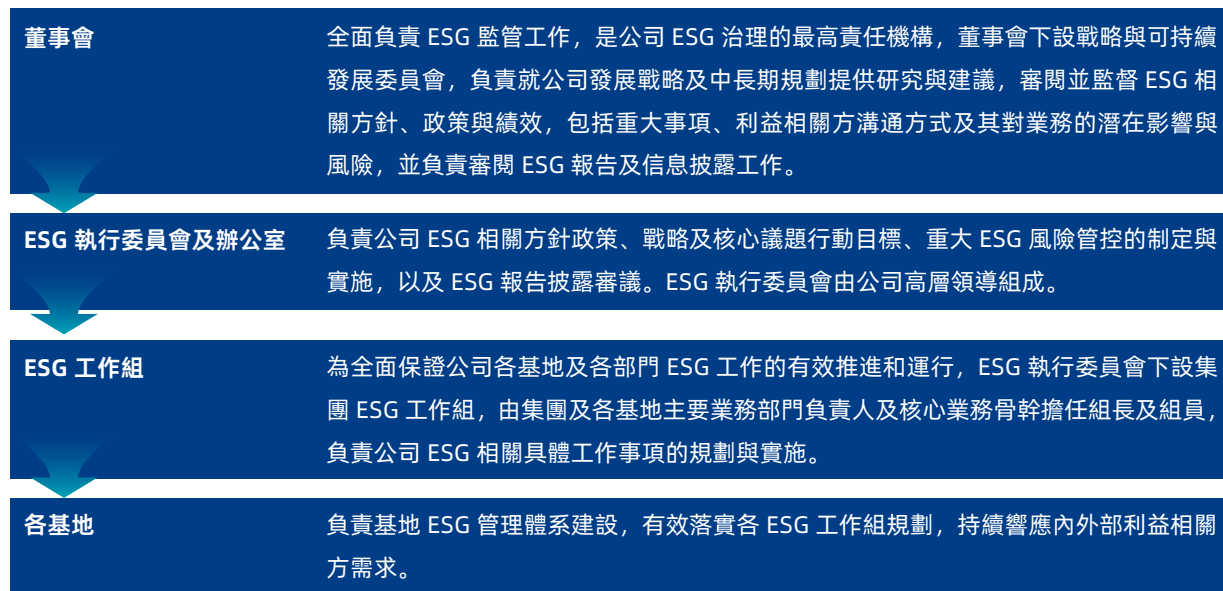 董事會
全面負責 ESG 監管工作，是公司 ESG 治理的最高責任機構，董事會下設戰略與可持續
發展委員會，負責就公司發展戰略及中長期規劃提供研究與建議，審閱並監督 ESG 相
關方針、政策與績效，包括重大事項、利益相關方溝通方式及其對業務的潛在影響與
風險，並負責審閱 ESG 報告及信息披露工作。
ESG 執行委員會及辦公室
負責公司 ESG 相關方針政策、戰略及核心議題行動目標、重大 ESG 風險管控的制定與
實施，以及 ESG 報告披露審議。ESG 執行委員會由公司高層領導組成。
ESG 工作組
為全面保證公司各基地及各部門 ESG 工作的有效推進和運行，ESG 執行委員會下設集
團 ESG 工作組，由集團及各基地主要業務部門負責人及核心業務骨幹擔任組長及組員，
負責公司 ESG 相關具體工作事項的規劃與實施。
各基地
負責基地 ESG 管理體系建設，有效落實各 ESG 工作組規劃，持續響應內外部利益相關
方需求。